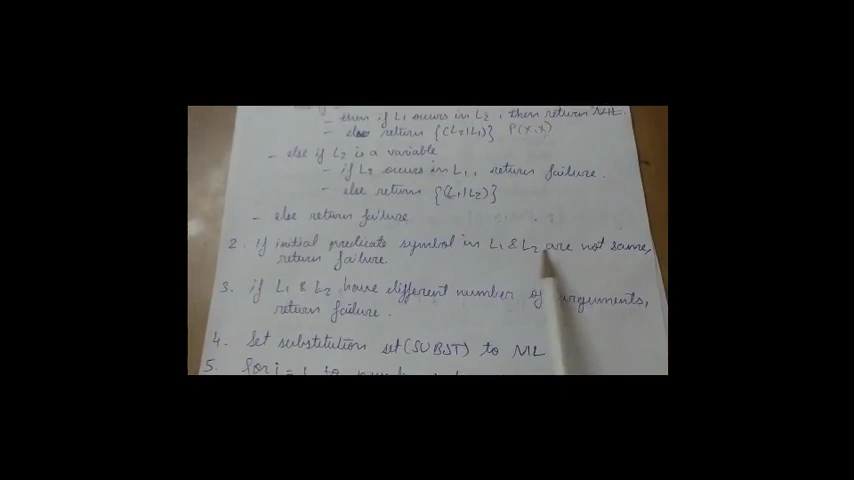 - then if L1 occurs in L2, then return NIL.
- else return {(L2|L1)} P(x,x)
- else if L2 is a variable
- if L2 occurs in L1, return failure.
- else return {(L1|L2)}
- else return failure
2. If initial predicate symbol in L1 & L2 are not same,
return failure.
3. if L1 & L2 have different number of arguments,
return failure.
4. Set substitution set (SUBST) to NIL
5. for i = 1 to